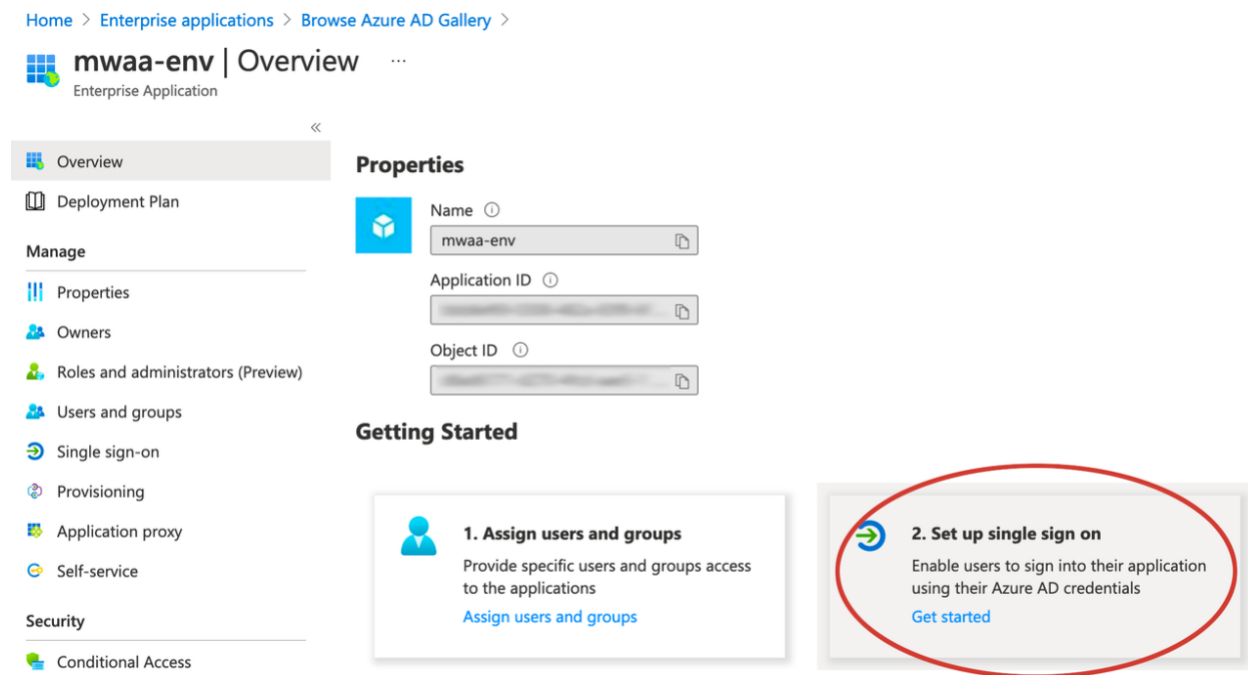 Home > Enterprise applications > Browse Azure AD Gallery >
mwaa-env | Overview ...
Enterprise Application
«
Overview
Deployment Plan
Manage
Properties
Owners
Roles and administrators (Preview)
Users and groups
Single sign-on
Provisioning
Application proxy
Self-service
Security
Conditional Access
Properties
Name
mwaa-env
Application ID
Object ID
Getting Started
1. Assign users and groups
Provide specific users and groups access
to the applications
Assign users and groups
2. Set up single sign on
Enable users to sign into their application
using their Azure AD credentials
Get started